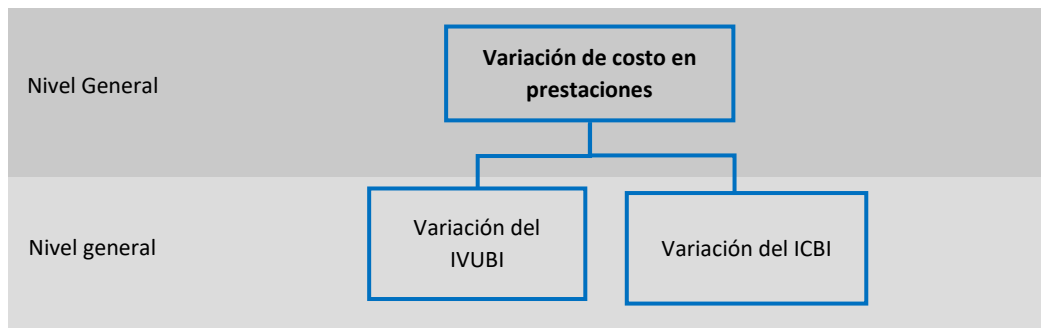 Nivel General
Variación de costo en
prestaciones
Nivel general
Variación del
IVUBI
Variación del ICBI